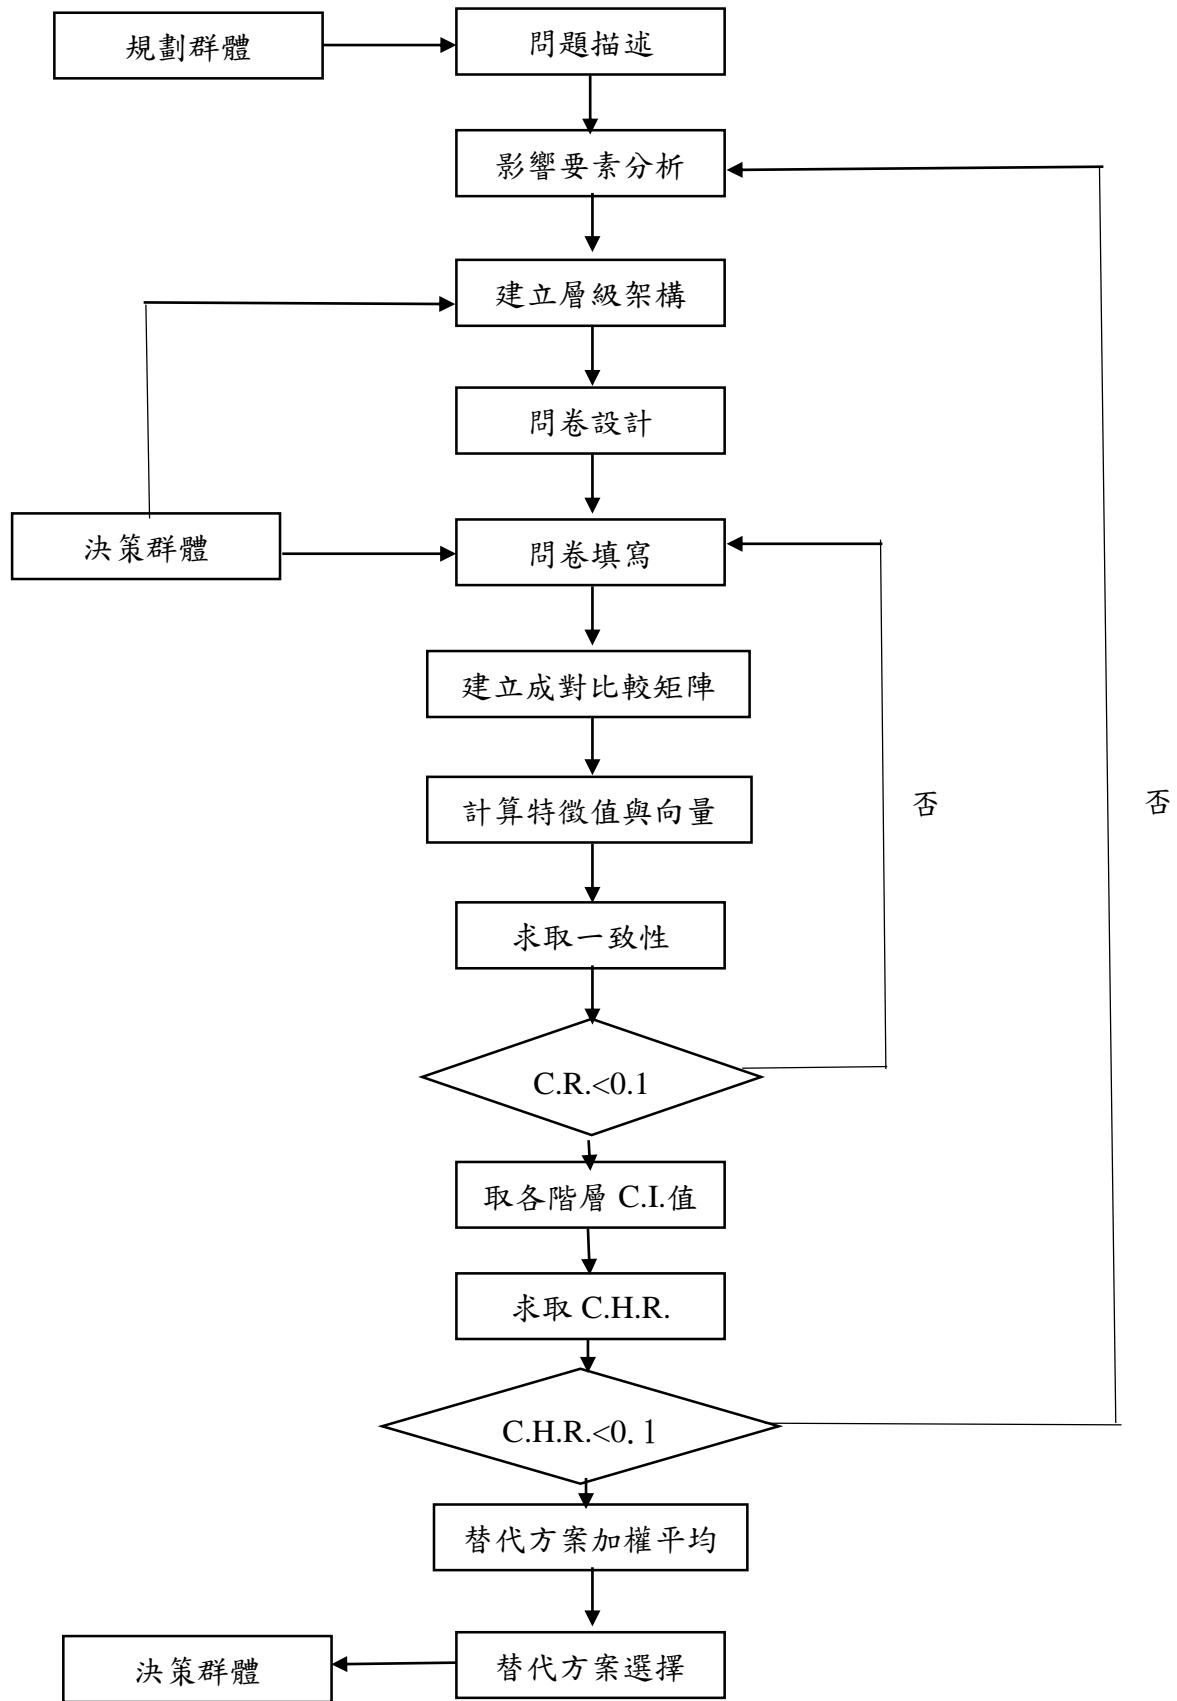 規劃群體
問題描述
影響要素分析
建立層級架構
問卷設計
決策群體
問卷填寫
建立成對比較矩陣
計算特徵值與向量
否
否
求取一致性
C.R.<0.1
取各階層 C.I.值
求取 C.H.R.
C.H.R.<0.1
替代方案加權平均
替代方案選擇
決策群體